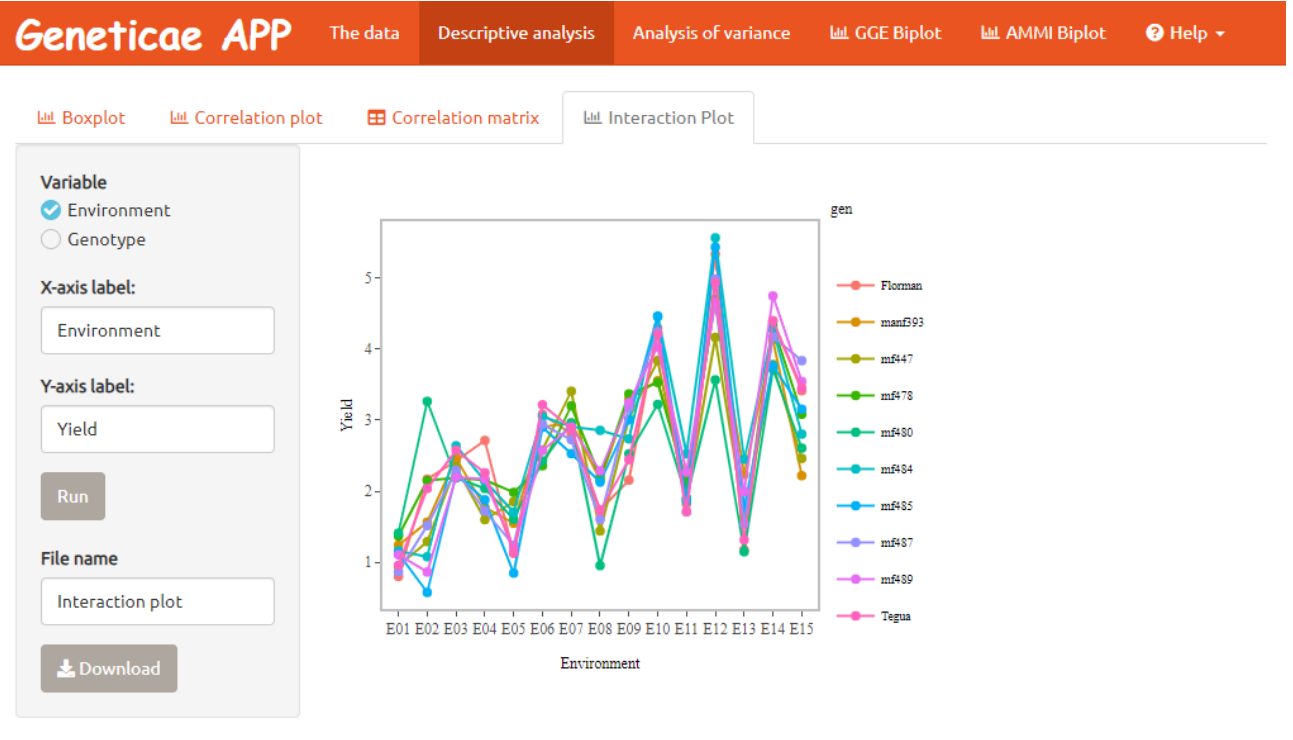 Geneticae APP The data Descriptive analysis Analysis of variance GGE Biplot AMMI Biplot Help
Boxplot Correlation plot Correlation matrix Interaction Plot
Variable
Environment
Genotype
X-axis label:
Environment
Y-axis label:
Yield
Run
File name
Interaction plot
Download
Yield
5
4
3
2
1
E01 E02 E03 E04 E05 E06 E07 E08 E09 E10 E11 E12 E13 E14 E15
Environment
gen
Florman
manf393
mf447
mf478
mf480
mf484
mf485
mf487
mf489
Tegua